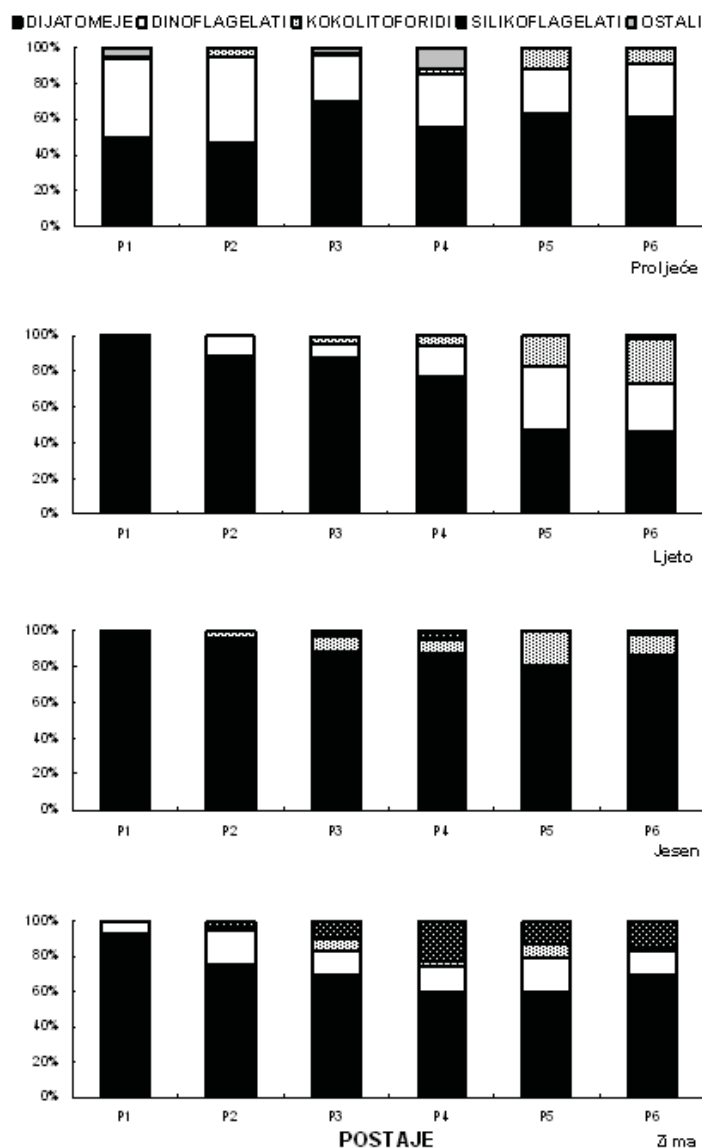 DIJATOMEJE DINOFLAGELATI KOKOLITOFORIDI SILIKOFLAGELATI OSTALI
100%
80%
60%
40%
20%
0%
P1 P2 P3 P4 P5 P6
Proljeće
100%
80%
60%
40%
20%
0%
P1 P2 P3 P4 P5 P6
Ljeto
100%
80%
60%
40%
20%
0%
P1 P2 P3 P4 P5 P6
Jesen
100%
80%
60%
40%
20%
0%
P1 P2 P3 P4 P5 P6
POSTAJE Zima